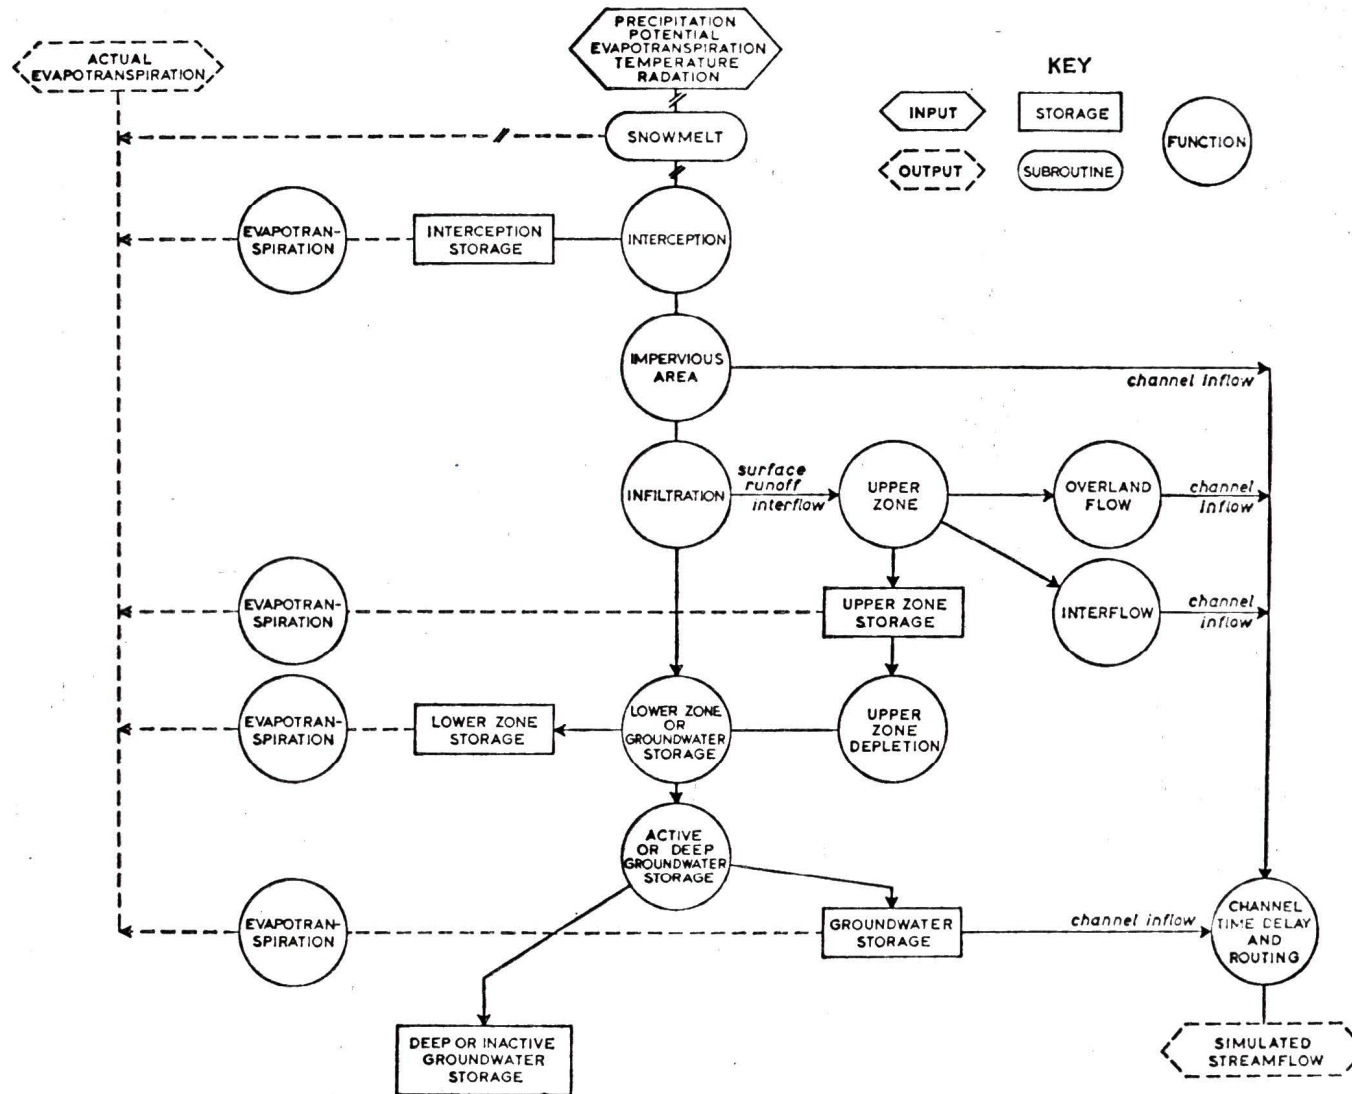 PRECIPITATION
POTENTIAL
EVAPOTRANSPIRATION
TEMPERATURE
RADATION
ACTUAL
EVAPOTRANSPIRATION
KEY
INPUT
STORAGE
FUNCTION
OUTPUT
SUBROUTINE
SNOWMELT
EVAPOTRAN-
SPIRATION
INTERCEPTION
STORAGE
INTERCEPTION
IMPERVIOUS
AREA
channel inflow
INFILTRATION
surface
runoff
interflow
UPPER
ZONE
OVERLAND
FLOW
channel
inflow
EVAPOTRAN-
SPIRATION
UPPER ZONE
STORAGE
INTERFLOW
channel
inflow
EVAPOTRAN-
SPIRATION
LOWER ZONE
STORAGE
LOWER ZONE
OR
GROUNDWATER
STORAGE
UPPER
ZONE
DEPLETION
ACTIVE
OR DEEP
GROUNDWATER
STORAGE
EVAPOTRAN-
SPIRATION
GROUNDWATER
STORAGE
channel inflow
CHANNEL
TIME DELAY
AND
ROUTING
DEEP OR INACTIVE
GROUNDWATER
STORAGE
SIMULATED
STREAMFLOW